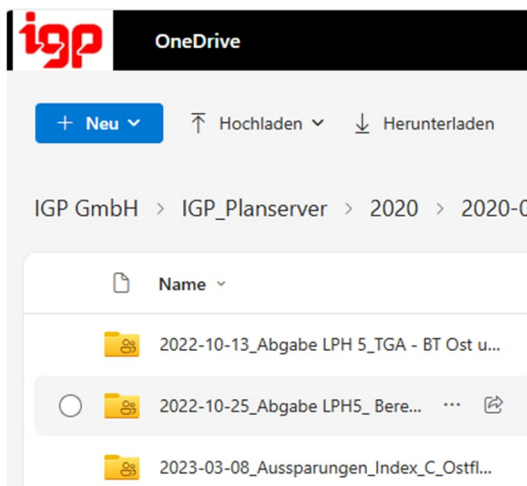 igp OneDrive
+ Neu Hochladen Herunterladen
IGP GmbH > IGP_Planserver > 2020 > 2020-0
Name
2022-10-13_Abgabe LPH 5_TGA - BT Ost u...
2022-10-25_Abgabe LPH5_ Bere... ...
2023-03-08_Aussparungen_Index_C_Ostfl...